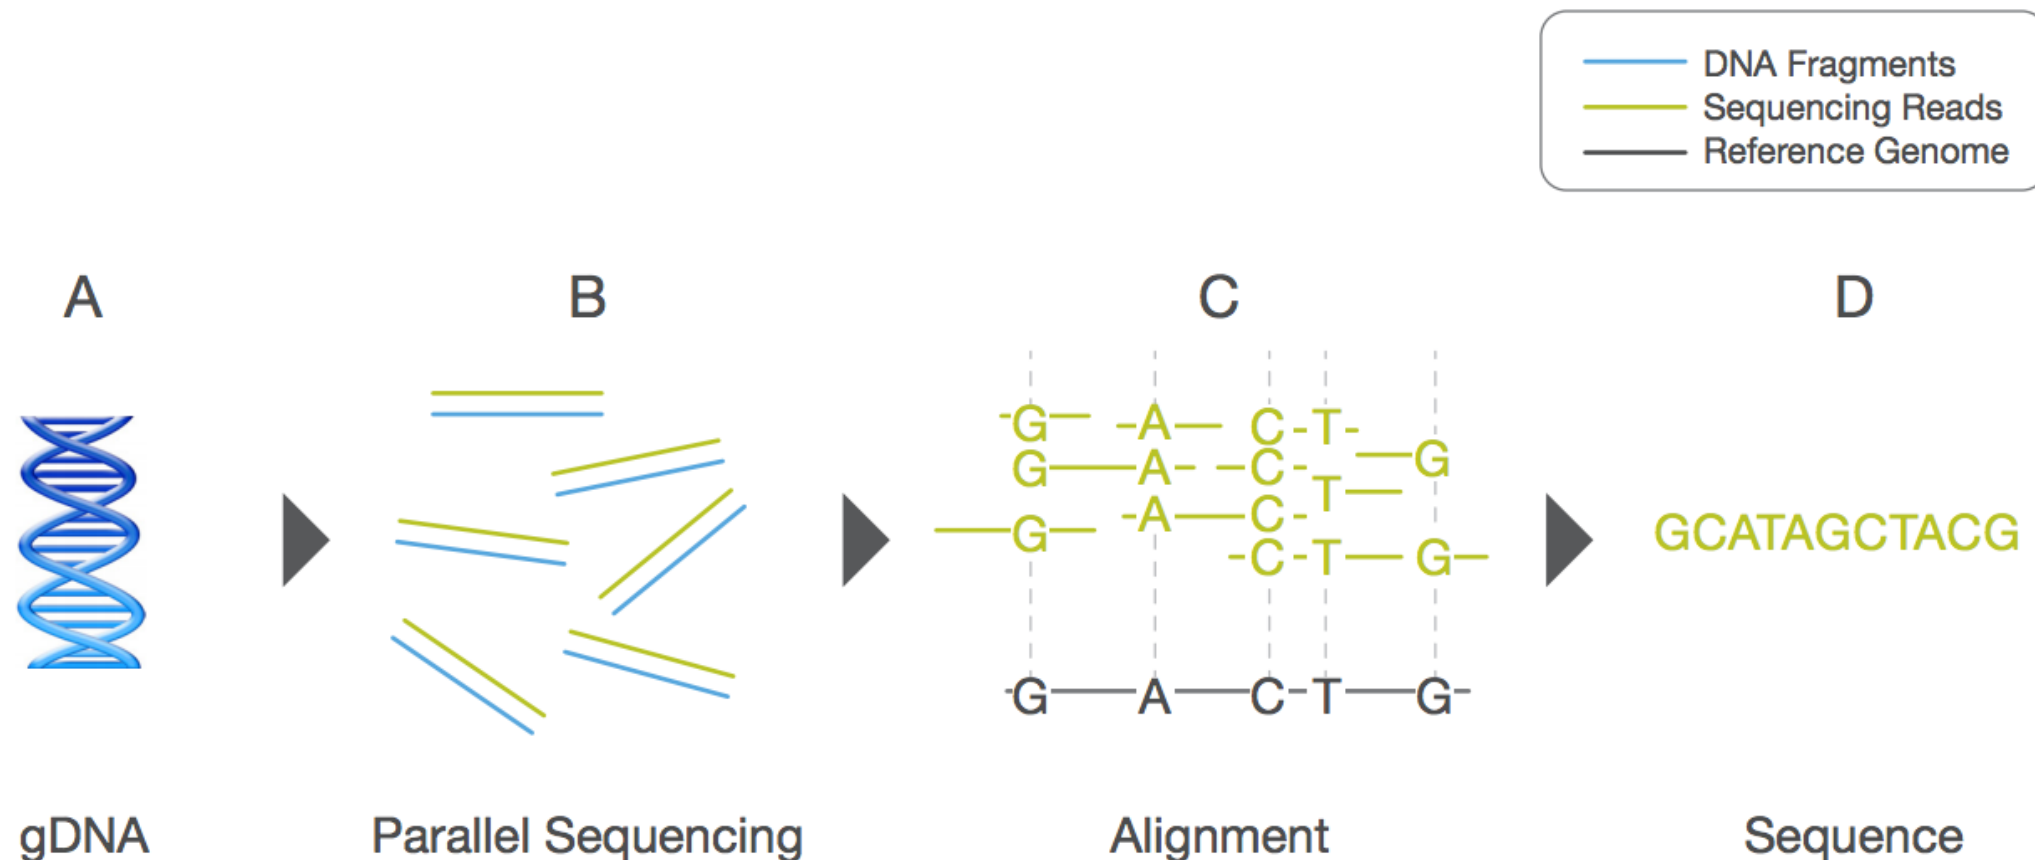 DNA Fragments
Sequencing Reads
Reference Genome
A
B
C
D
G A C T
G
G A C
T
A C
G
C T G
G A C T G
GCATAGCTACG
gDNA
Parallel Sequencing
Alignment
Sequence